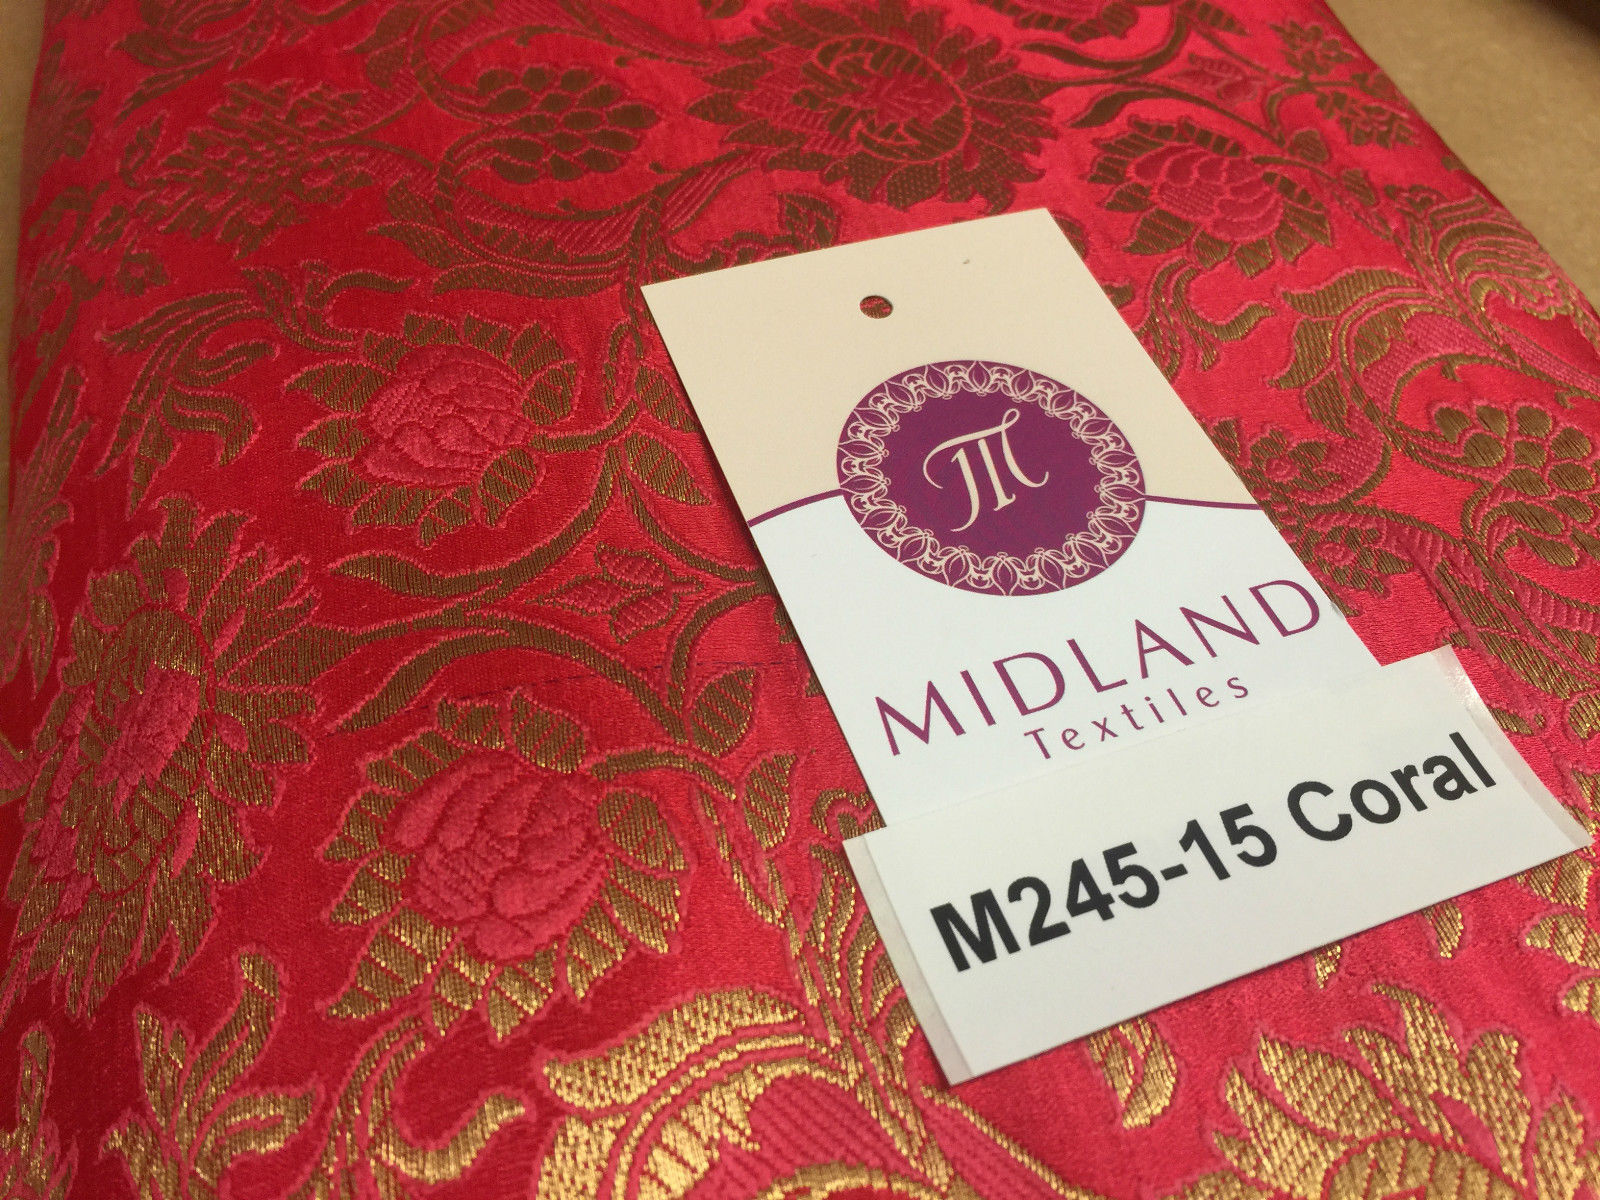 M
MIDLAND
Textiles
M245-15 Coral